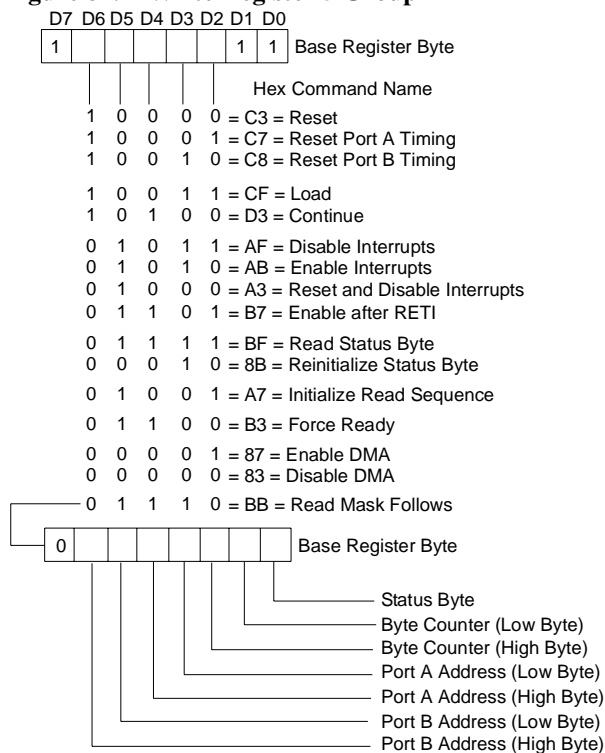 D7 D6 D5 D4 D3 D2 D1 D0
1 1 1 Base Register Byte
Hex Command Name
1 0 0 0 0 = C3 = Reset
1 0 0 0 1 = C7 = Reset Port A Timing
1 0 0 1 0 = C8 = Reset Port B Timing
1 0 0 1 1 = CF = Load
1 0 1 0 0 = D3 = Continue
0 1 0 1 1 = AF = Disable Interrupts
0 1 0 1 0 = AB = Enable Interrupts
0 1 0 0 0 = A3 = Reset and Disable Interrupts
0 1 1 0 1 = B7 = Enable after RETI
0 1 1 1 1 = BF = Read Status Byte
0 0 0 1 0 = 8B = Reinitialize Status Byte
0 1 0 0 1 = A7 = Initialize Read Sequence
0 1 1 0 0 = B3 = Force Ready
0 0 0 0 1 = 87 = Enable DMA
0 0 0 0 0 = 83 = Disable DMA
0 1 1 1 0 = BB = Read Mask Follows
0 Base Register Byte
Status Byte
Byte Counter (Low Byte)
Byte Counter (High Byte)
Port A Address (Low Byte)
Port A Address (High Byte)
Port B Address (Low Byte)
Port B Address (High Byte)